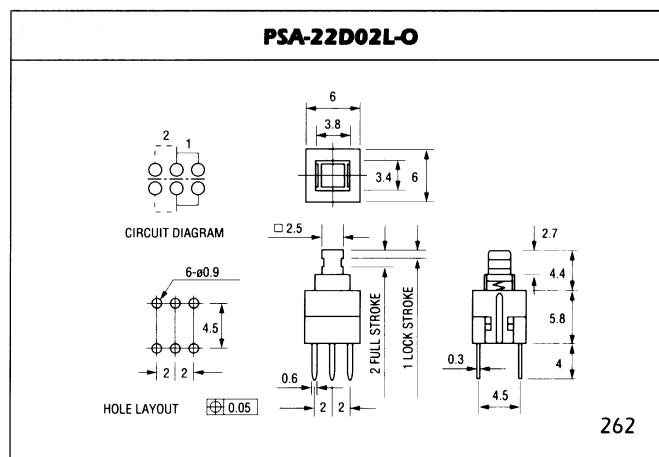 PSA-22D02L-O
6
3.8
2 1
3.4 6
CIRCUIT DIAGRAM
□ 2.5
2.7
4.4
6-ø0.9
4.5
2 FULL STROKE
1 LOCK STROKE
5.8
0.3
4
2 2
0.6
2 2
4.5
HOLE LAYOUT ⌖ 0.05
262